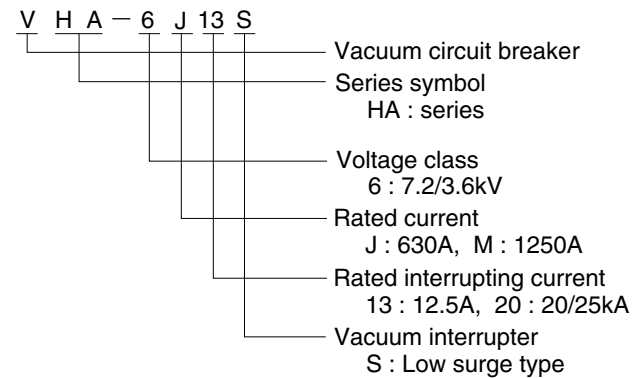 V H A － 6 J 13 S
Vacuum circuit breaker
Series symbol
HA : series
Voltage class
6 : 7.2/3.6kV
Rated current
J : 630A, M : 1250A
Rated interrupting current
13 : 12.5A, 20 : 20/25kA
Vacuum interrupter
S : Low surge type